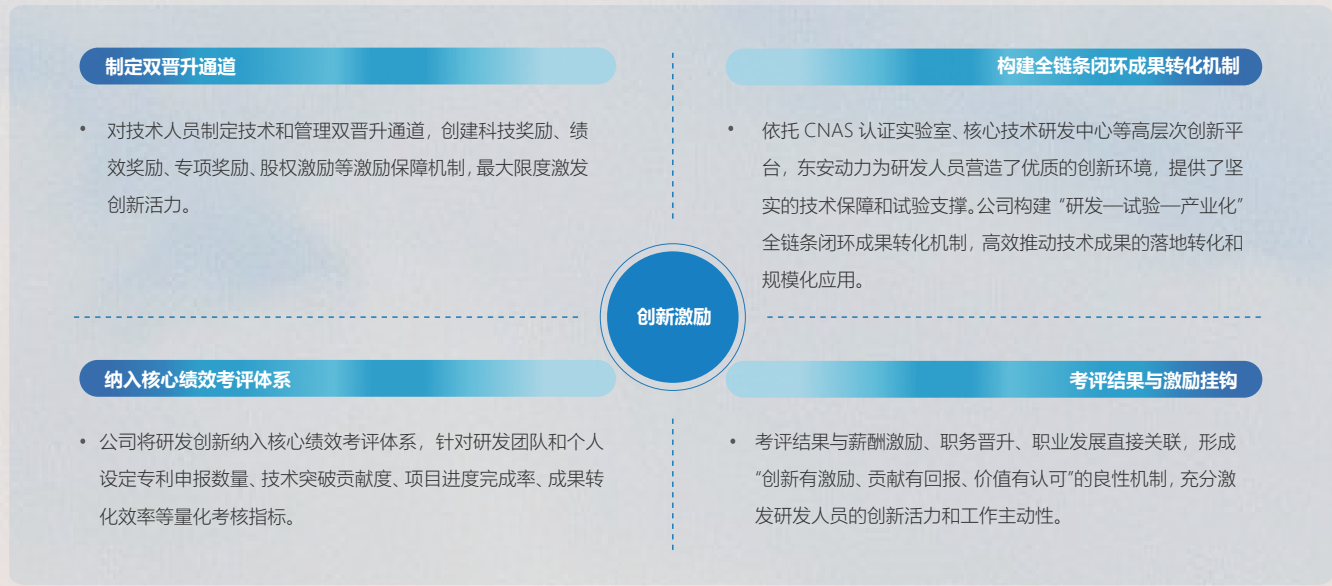 制定双晋升通道
• 对技术人员制定技术和管理双晋升通道，创建科技奖励、绩
效奖励、专项奖励、股权激励等激励保障机制，最大限度激发
创新活力。
构建全链条闭环成果转化机制
• 依托 CNAS 认证实验室、核心技术研发中心等高层次创新平
台，东安动力为研发人员营造了优质的创新环境，提供了坚
实的技术保障和试验支撑。公司构建“研发—试验—产业化”
全链条闭环成果转化机制，高效推动技术成果的落地转化和
规模化应用。
创新激励
纳入核心绩效考评体系
• 公司将研发创新纳入核心绩效考评体系，针对研发团队和个人
设定专利申报数量、技术突破贡献度、项目进度完成率、成果转
化效率等量化考核指标。
考评结果与激励挂钩
• 考评结果与薪酬激励、职务晋升、职业发展直接关联，形成
“创新有激励、贡献有回报、价值有认可”的良性机制，充分激
发研发人员的创新活力和工作主动性。